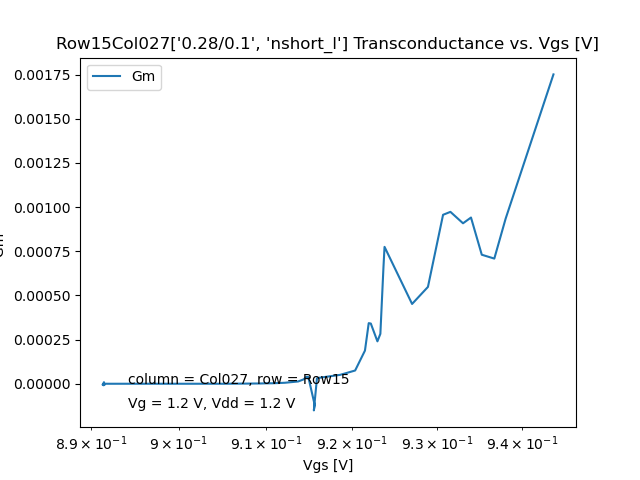 Row15Col027['0.28/0.1', 'nshort_l'] Transconductance vs. Vgs [V]
Gm
0.00175
0.00150
0.00125
0.00100
0.00075
0.00050
0.00025
0.00000
Gm
column = Col027, row = Row15
Vg = 1.2 V, Vdd = 1.2 V
8.9 × 10⁻¹ 9 × 10⁻¹ 9.1 × 10⁻¹ 9.2 × 10⁻¹ 9.3 × 10⁻¹ 9.4 × 10⁻¹
Vgs [V]